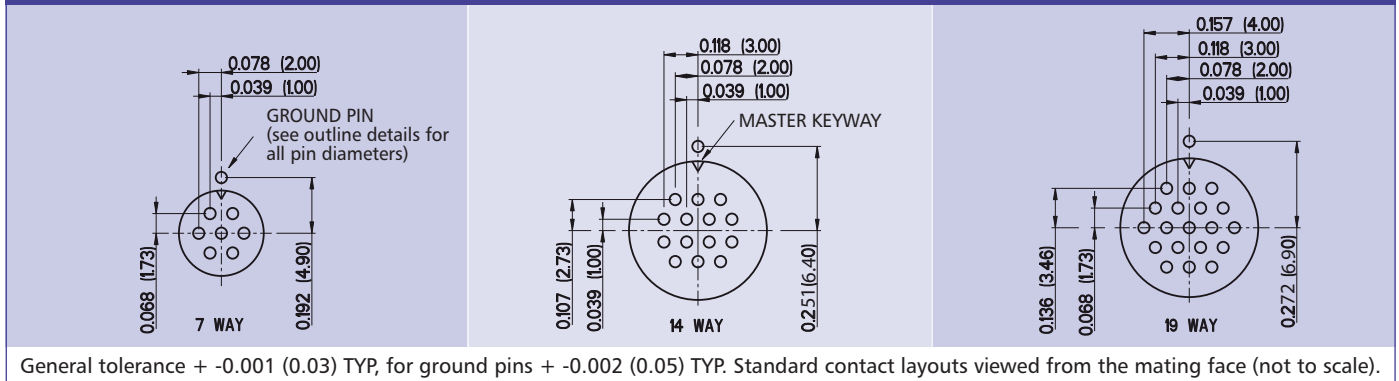 0.078 (2.00)
0.039 (1.00)
GROUND PIN
(see outline details for
all pin diameters)
0.068 (1.73)
0.192 (4.90)
7 WAY
0.118 (3.00)
0.078 (2.00)
0.039 (1.00)
MASTER KEYWAY
0.107 (2.73)
0.039 (1.00)
0.251(6.40)
14 WAY
0.157 (4.00)
0.118 (3.00)
0.078 (2.00)
0.039 (1.00)
0.136 (3.46)
0.068 (1.73)
0.272 (6.90)
19 WAY
General tolerance + -0.001 (0.03) TYP, for ground pins + -0.002 (0.05) TYP. Standard contact layouts viewed from the mating face (not to scale).